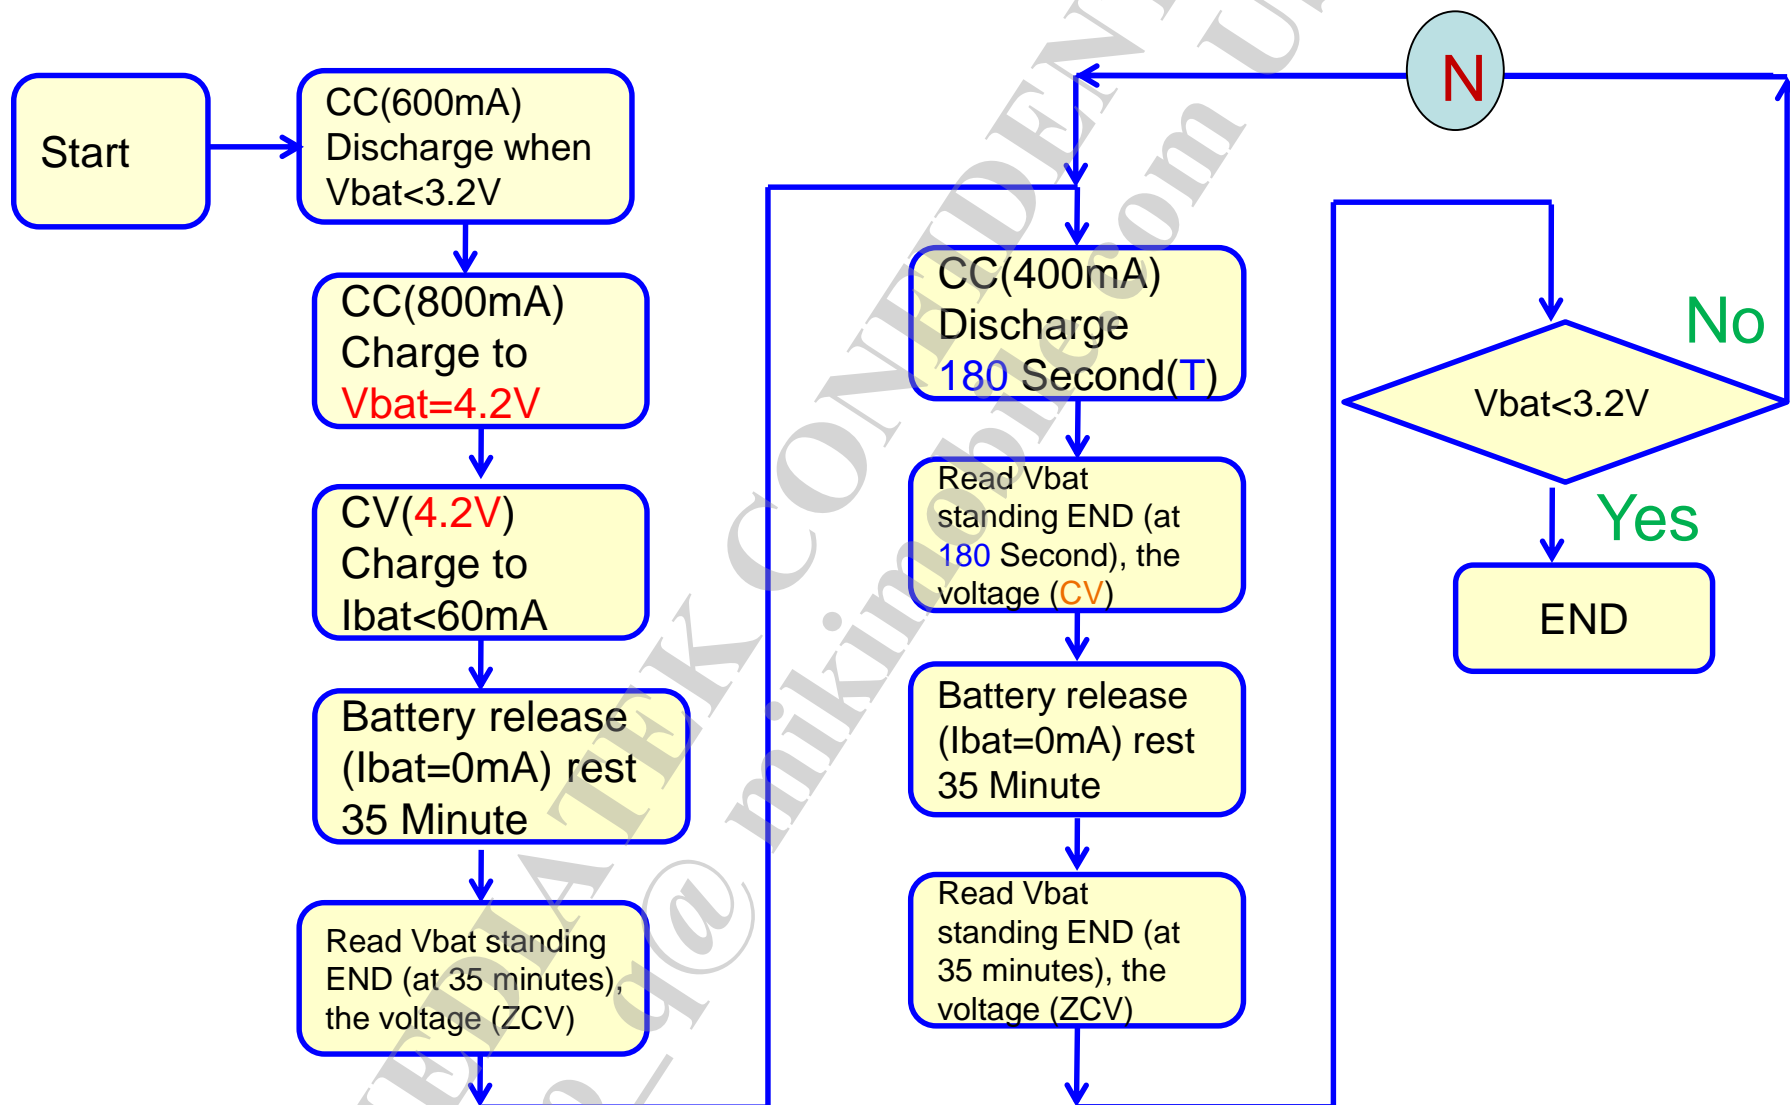 Start
CC(600mA)
Discharge when
Vbat<3.2V
CC(800mA)
Charge to
Vbat=4.2V
CV(4.2V)
Charge to
Ibat<60mA
Battery release
(Ibat=0mA) rest
35 Minute
Read Vbat standing
END (at 35 minutes),
the voltage (ZCV)
CC(400mA)
Discharge
180 Second(T)
Read Vbat
standing END (at
180 Second), the
voltage (CV)
Battery release
(Ibat=0mA) rest
35 Minute
Read Vbat
standing END (at
35 minutes), the
voltage (ZCV)
N
No
Vbat<3.2V
Yes
END
EDIATEK CONFIDEN
q@mikimobile.com U